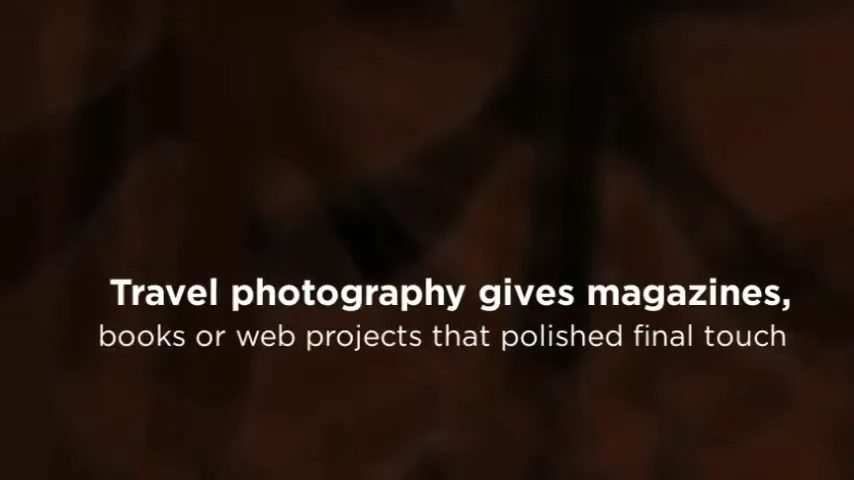 Travel photography gives magazines,
books or web projects that polished final touch